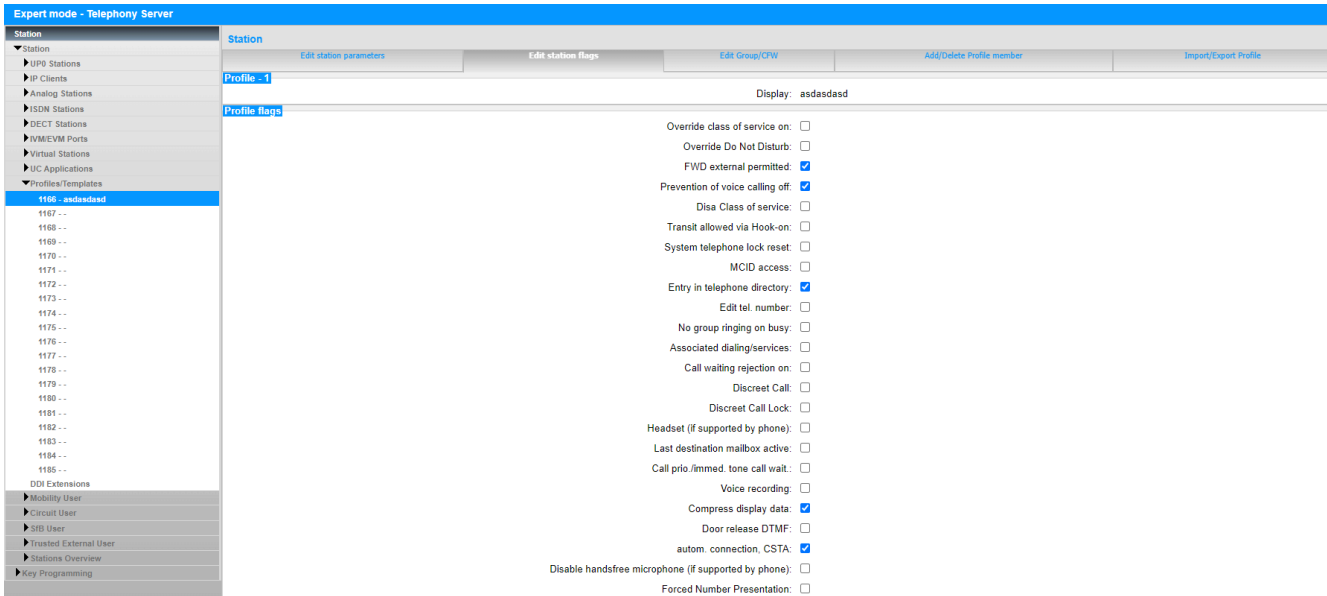 Expert mode - Telephony Server
Station
Station
UP0 Stations
IP Clients
Analog Stations
ISDN Stations
DECT Stations
IVM/EVM Ports
Virtual Stations
UC Applications
Profiles/Templates
1166 - asdasdasd
1167 - -
1168 - -
1169 - -
1170 - -
1171 - -
1172 - -
1173 - -
1174 - -
1175 - -
1176 - -
1177 - -
1178 - -
1179 - -
1180 - -
1181 - -
1182 - -
1183 - -
1184 - -
1185 - -
DDI Extensions
Mobility User
Circuit User
SfB User
Trusted External User
Stations Overview
Key Programming
Station
Edit station parameters Edit station flags Edit Group/CFW Add/Delete Profile member Import/Export Profile
Profile - 1
Display: asdasdasd
Profile flags
Override class of service on:
Override Do Not Disturb:
FWD external permitted:
Prevention of voice calling off:
Disa Class of service:
Transit allowed via Hook-on:
System telephone lock reset:
MCID access:
Entry in telephone directory:
Edit tel. number:
No group ringing on busy:
Associated dialing/services:
Call waiting rejection on:
Discreet Call:
Discreet Call Lock:
Headset (if supported by phone):
Last destination mailbox active:
Call prio./immed. tone call wait.:
Voice recording:
Compress display data:
Door release DTMF:
autom. connection, CSTA:
Disable handsfree microphone (if supported by phone):
Forced Number Presentation: